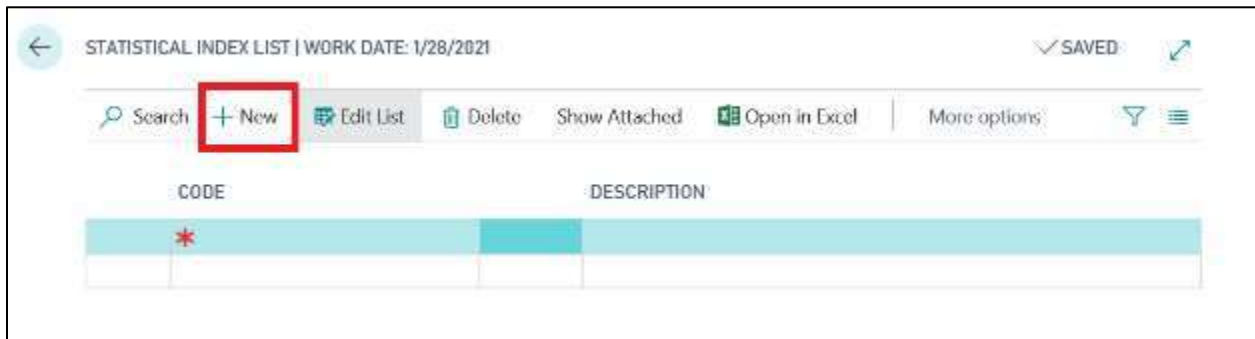 STATISTICAL INDEX LIST | WORK DATE: 1/28/2021 SAVED
Search + New Edit List Delete Show Attached Open in Excel | More options
CODE DESCRIPTION
*